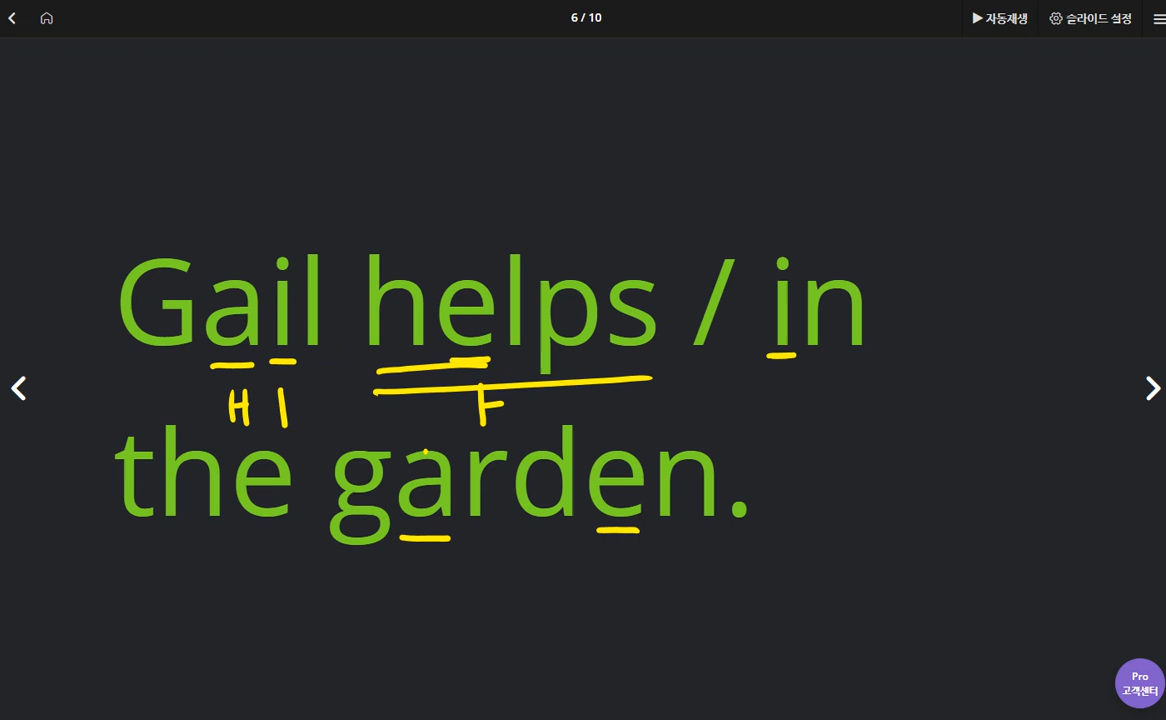 6 / 10
자동재생
슬라이드 설정
Gail helps / in
ㅐ ㅣ
ㅏ
the garden.
Pro
고객센터